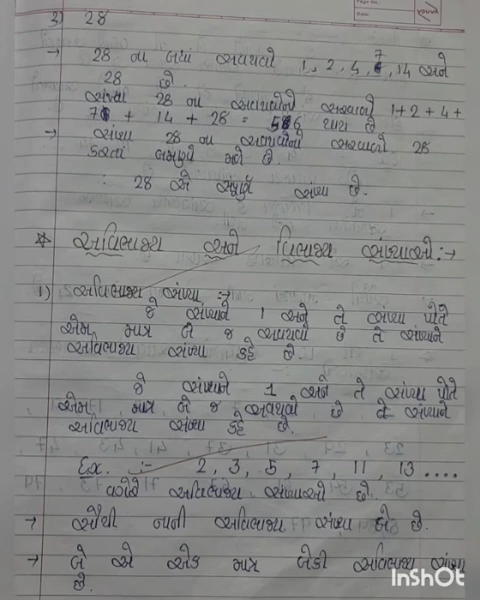 3) 28
→ 28 ના બધા અવયવો 1, 2, 4, 7, 14 અને
28 છે.
સંખ્યા 28 ના અવયવોનો સરવાળો 1 + 2 + 4 +
7 + 14 + 28 = 56 થાય છે
→ સંખ્યા 28 ના અવયવોનો સરવાળો 28
કરતાં બમણો મળે છે.
∴ 28 એ સંપૂર્ણ સંખ્યા છે.
* અવિભાજ્ય અને વિભાજ્ય સંખ્યાઓ :→
1) અવિભાજ્ય સંખ્યા :→
જે સંખ્યાને 1 અને તે સંખ્યા પોતે
એમ માત્ર બે જ અવયવો છે તે સંખ્યાને
અવિભાજ્ય સંખ્યા કહે છે.
જે સંખ્યાને 1 અને તે સંખ્યા પોતે
એમ માત્ર બે જ અવયવો છે તે સંખ્યાને
અવિભાજ્ય સંખ્યા કહે છે.
Ex. :- 2, 3, 5, 7, 11, 13 ....
વગેરે અવિભાજ્ય સંખ્યાઓ છે.
→ સૌથી નાની અવિભાજ્ય સંખ્યા બે છે.
→ બે એ એક માત્ર બેકી અવિભાજ્ય સંખ્યા
છે.
InShOt